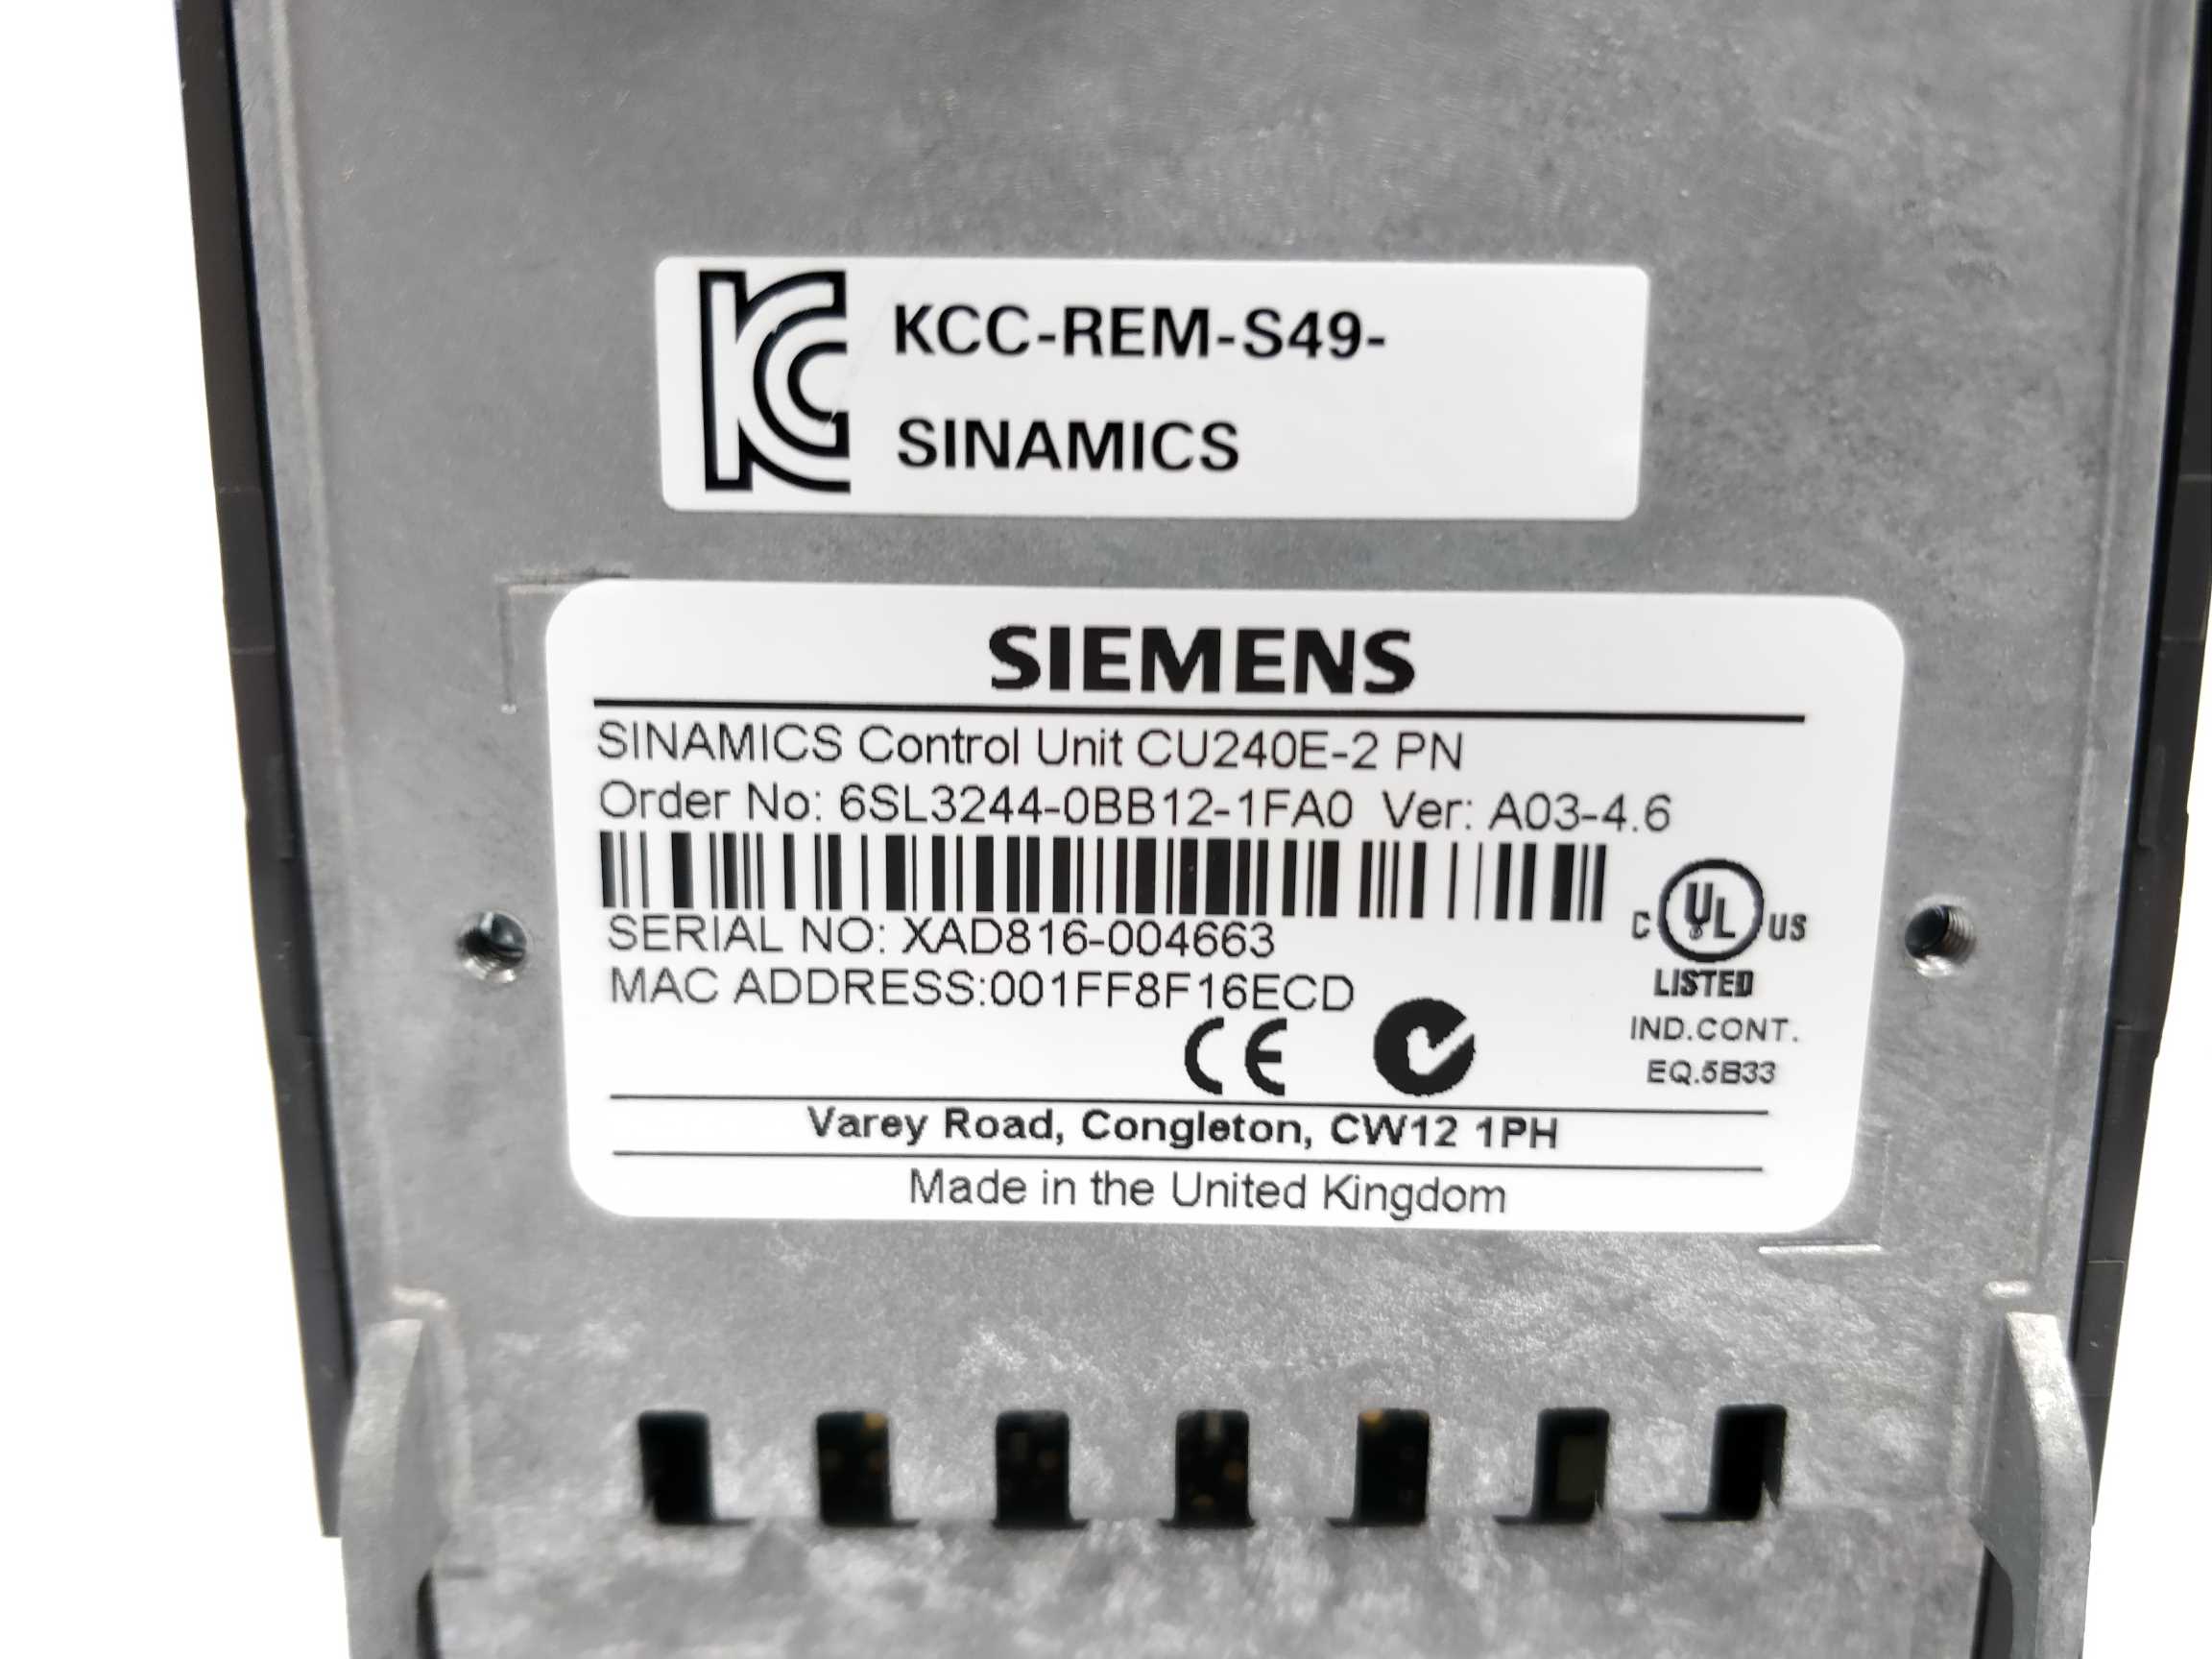 KC KCC-REM-S49-
SINAMICS
SIEMENS
SINAMICS Control Unit CU240E-2 PN
Order No: 6SL3244-0BB12-1FA0 Ver: A03-4.6
SERIAL NO: XAD816-004663
MAC ADDRESS:001FF8F16ECD
C UL US
LISTED
IND.CONT.
EQ.5B33
CE
Varey Road, Congleton, CW12 1PH
Made in the United Kingdom